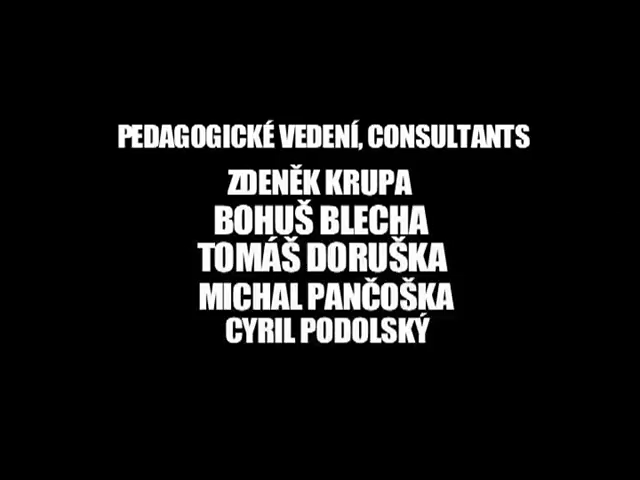 PEDAGOGICKÉ VEDENÍ, CONSULTANTS
ZDENĚK KRUPA
BOHUŠ BLECHA
TOMÁŠ DORUŠKA
MICHAL PANČOŠKA
CYRIL PODOLSKÝ